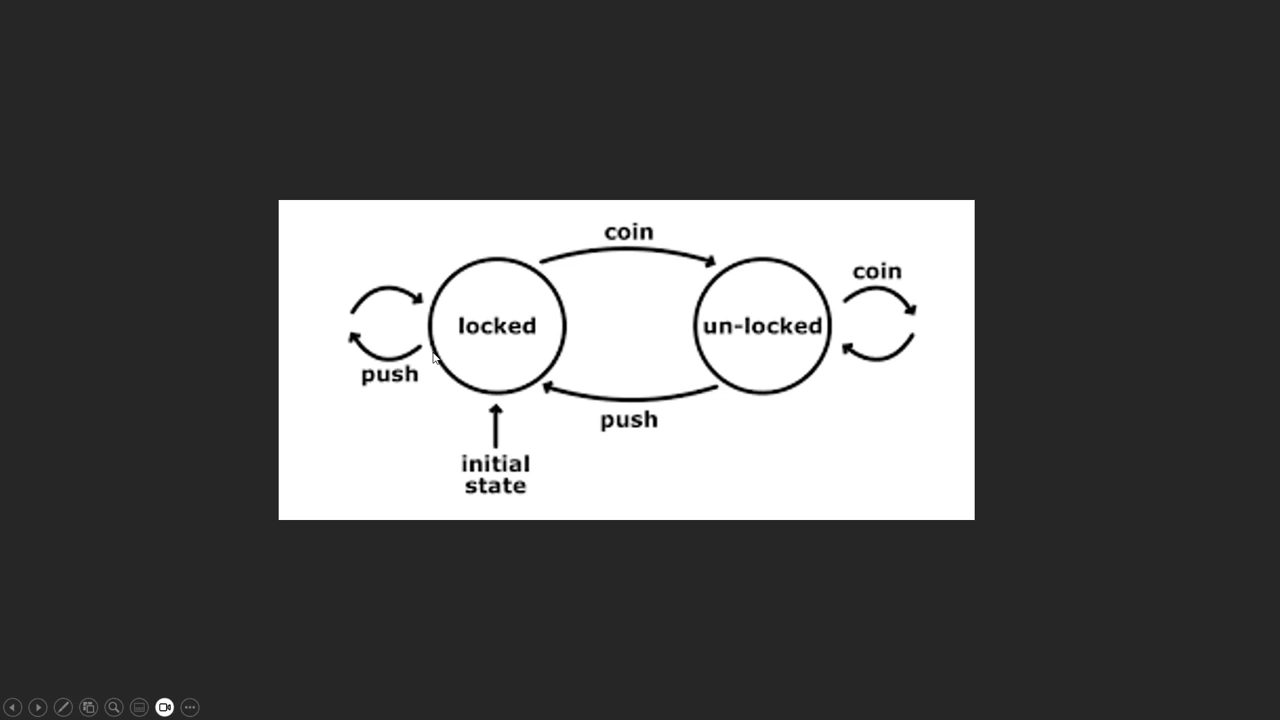 coin
coin
locked
un-locked
push
push
initial
state